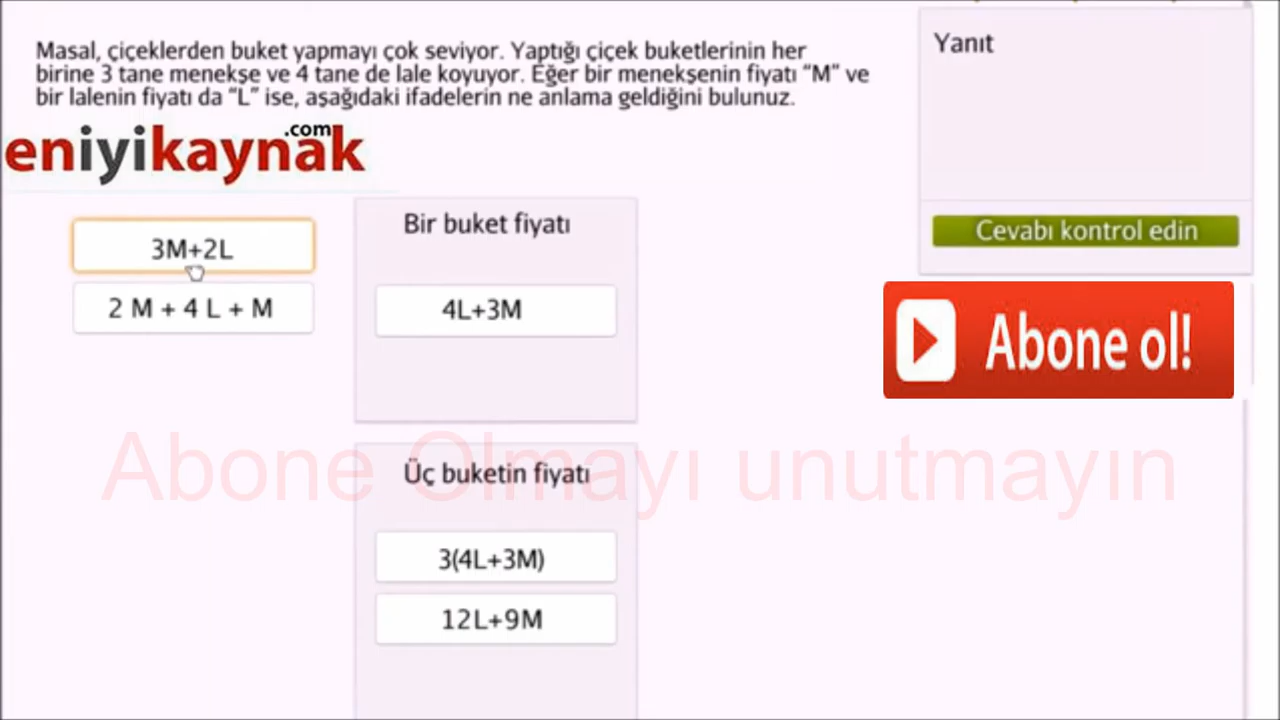 Masal, çiçeklerden buket yapmayı çok seviyor. Yaptığı çiçek buketlerinin her
birine 3 tane menekşe ve 4 tane de lale koyuyor. Eğer bir menekşenin fiyatı “M” ve
bir lalenin fiyatı da “L” ise, aşağıdaki ifadelerin ne anlama geldiğini bulunuz.
eniyikaynak.com
Yanıt
Cevabı kontrol edin
Abone ol!
3M+2L
2 M + 4 L + M
Bir buket fiyatı
4L+3M
Abone Olmayı unutmayın
Üç buketin fiyatı
3(4L+3M)
12L+9M